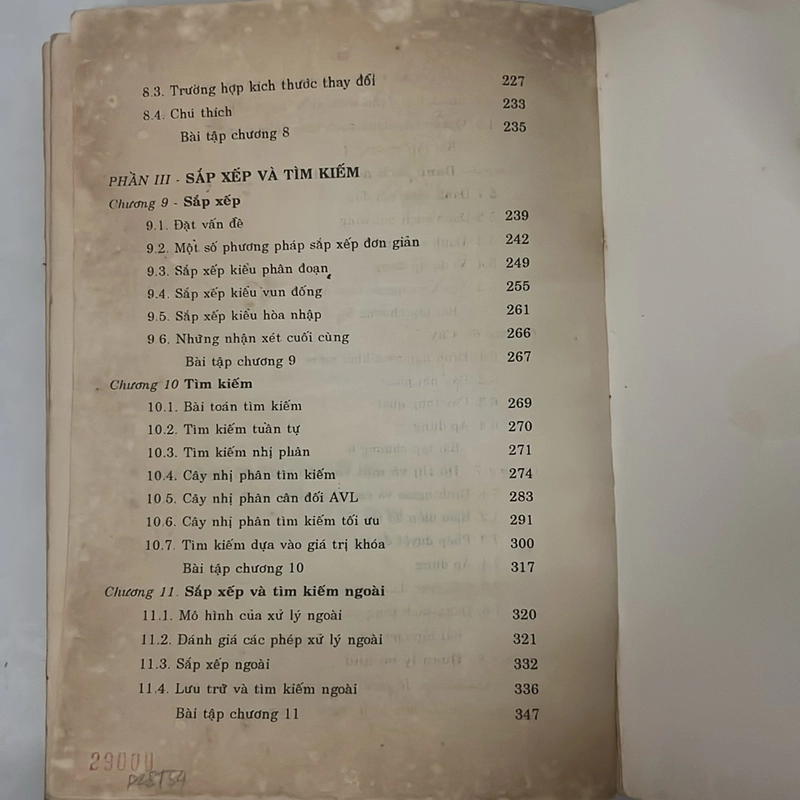 8.3. Trường hợp kích thước thay đổi 227
8.4. Chú thích 233
Bài tập chương 8 235
PHẦN III - SẮP XẾP VÀ TÌM KIẾM
Chương 9 - Sắp xếp
9.1. Đặt vấn đề 239
9.2. Một số phương pháp sắp xếp đơn giản 242
9.3. Sắp xếp kiểu phân đoạn 249
9.4. Sắp xếp kiểu vun đống 255
9.5. Sắp xếp kiểu hòa nhập 261
9 6. Những nhận xét cuối cùng 266
Bài tập chương 9 267
Chương 10 Tìm kiếm
10.1. Bài toán tìm kiếm 269
10.2. Tìm kiếm tuần tự 270
10.3. Tìm kiếm nhị phân 271
10.4. Cây nhị phân tìm kiếm 274
10 5. Cây nhị phân cân đối AVL 283
10.6. Cây nhị phân tìm kiếm tối ưu 291
10.7. Tìm kiếm dựa vào giá trị khóa 300
Bài tập chương 10 317
Chương 11. Sắp xếp và tìm kiếm ngoài
11.1. Mô hình của xử lý ngoài 320
11.2. Đánh giá các phép xử lý ngoài 321
11.3. Sắp xếp ngoài 332
11.4. Lưu trữ và tìm kiếm ngoài 336
Bài tập chương 11 347
29000